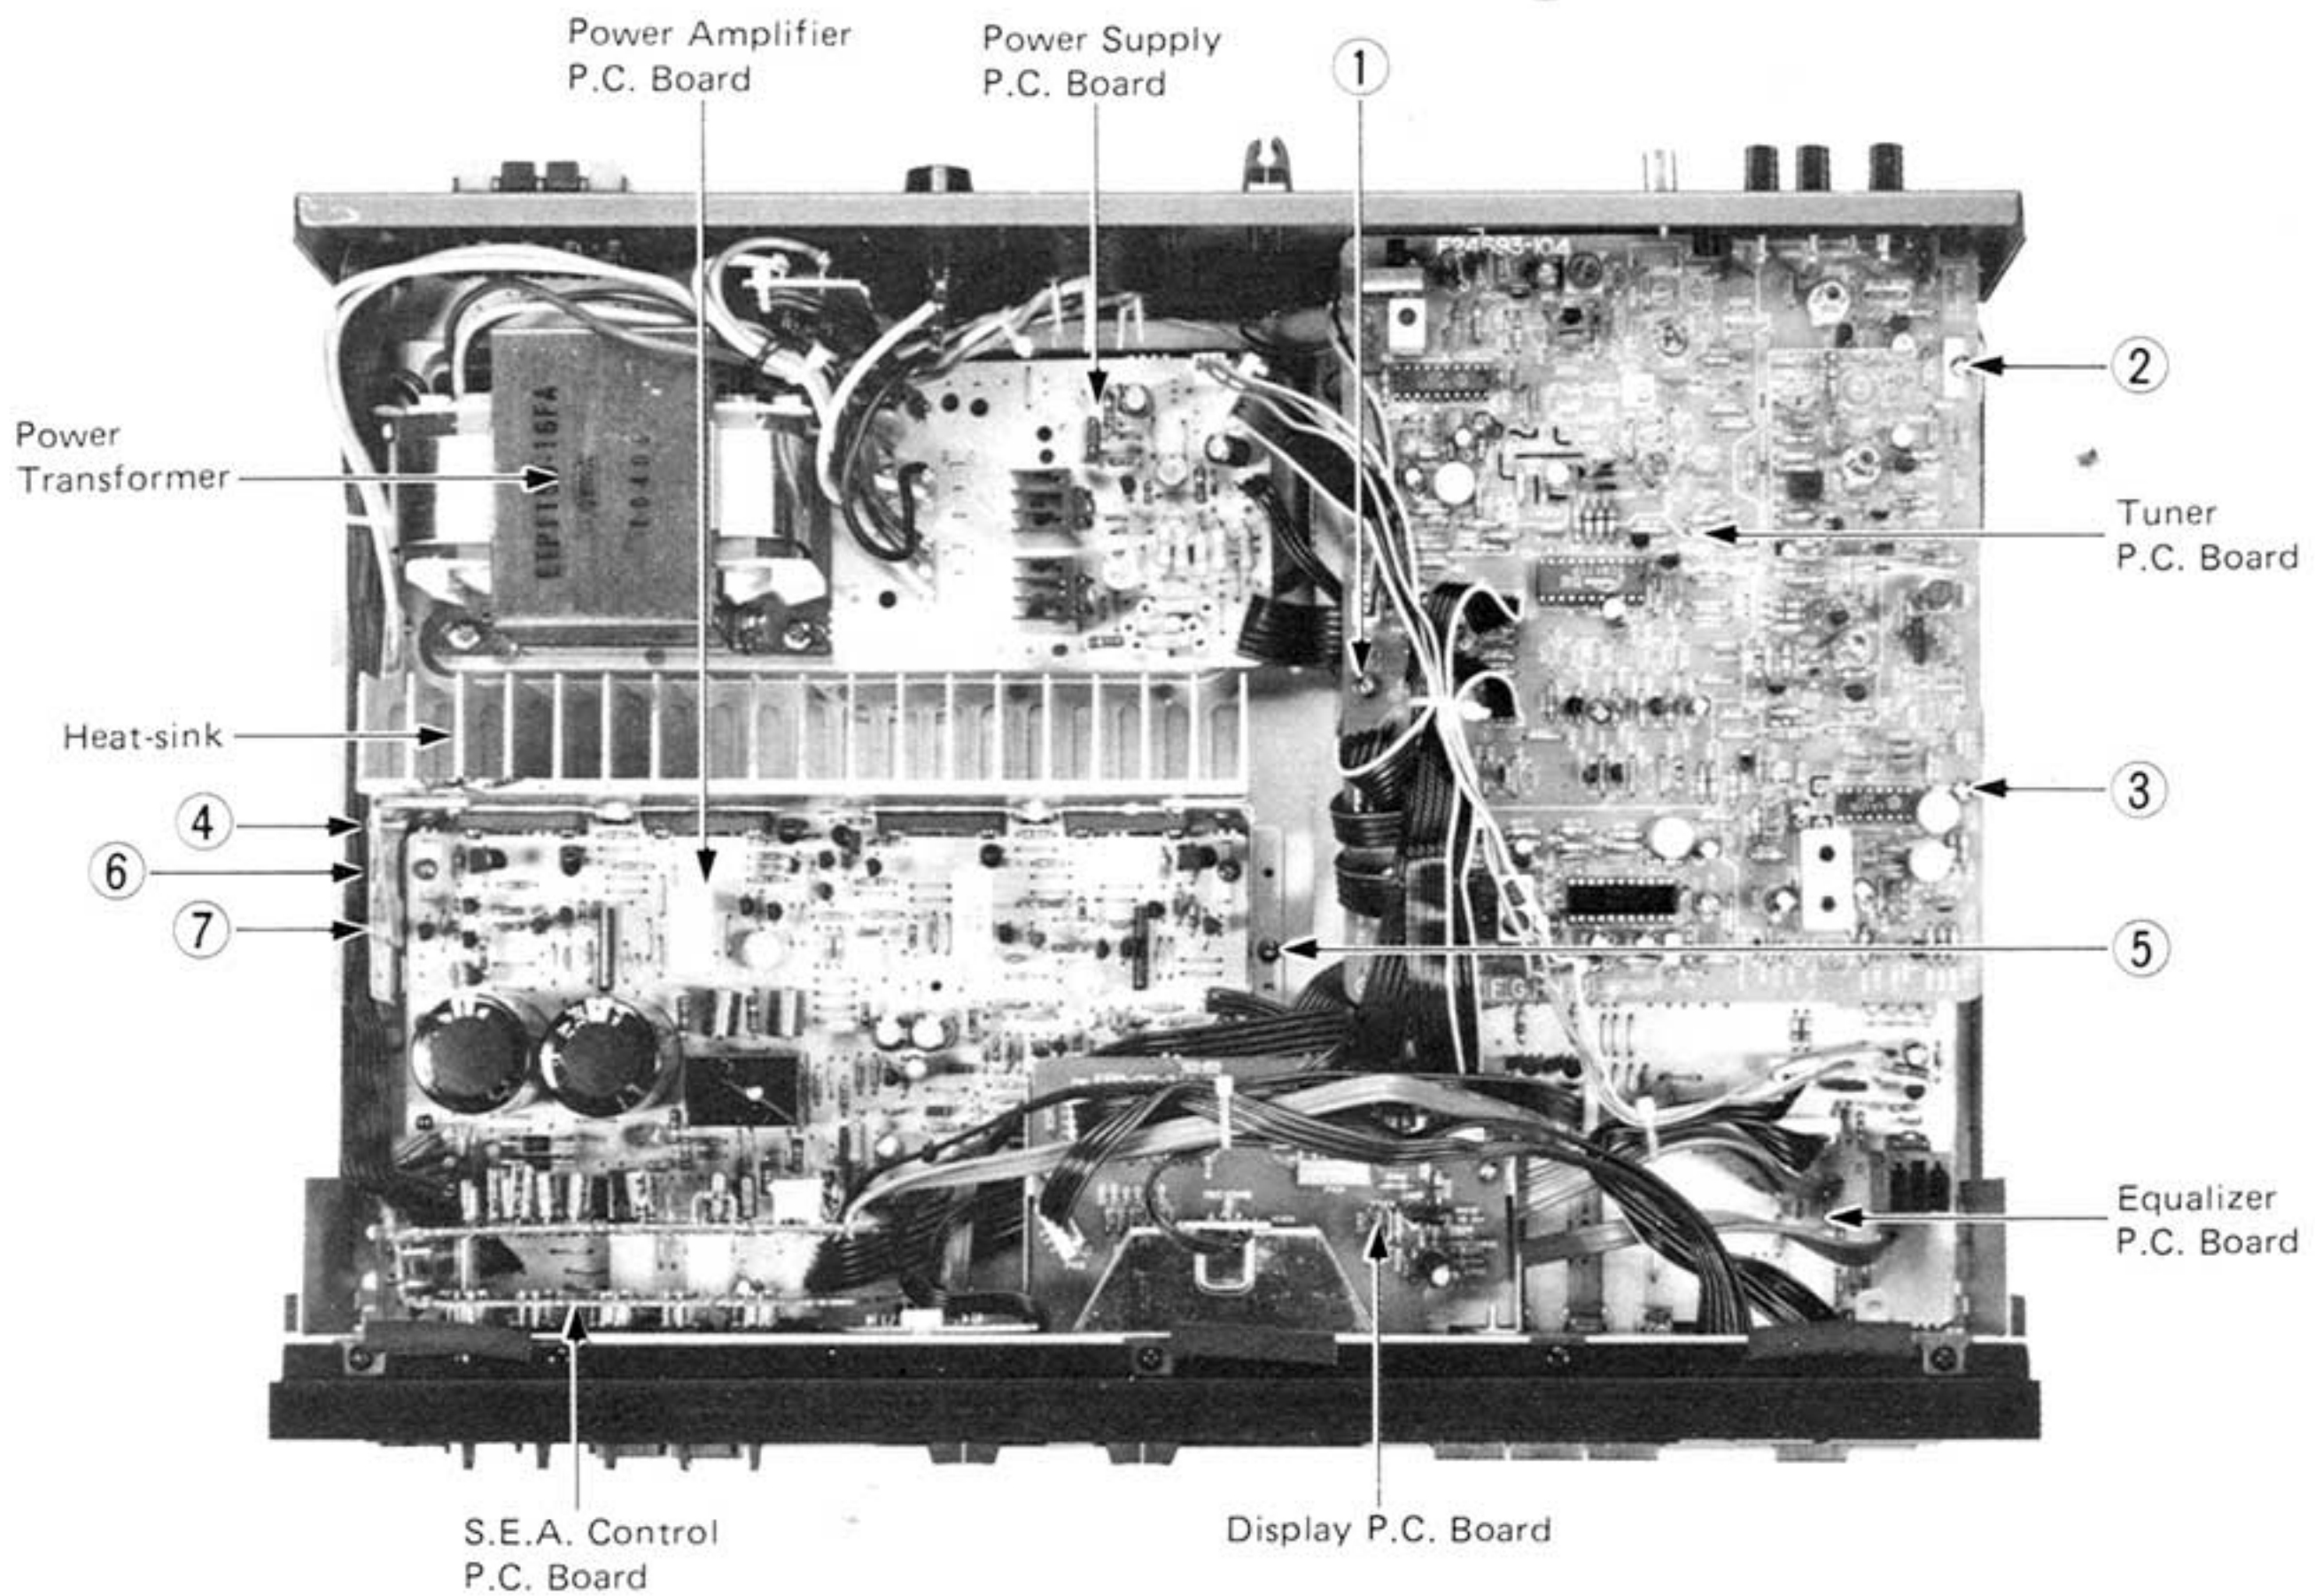 Power Amplifier
P.C. Board
Power Supply
P.C. Board
1
2
Power
Transformer
Tuner
P.C. Board
Heat-sink
3
4
6
7
5
Equalizer
P.C. Board
S.E.A. Control
P.C. Board
Display P.C. Board